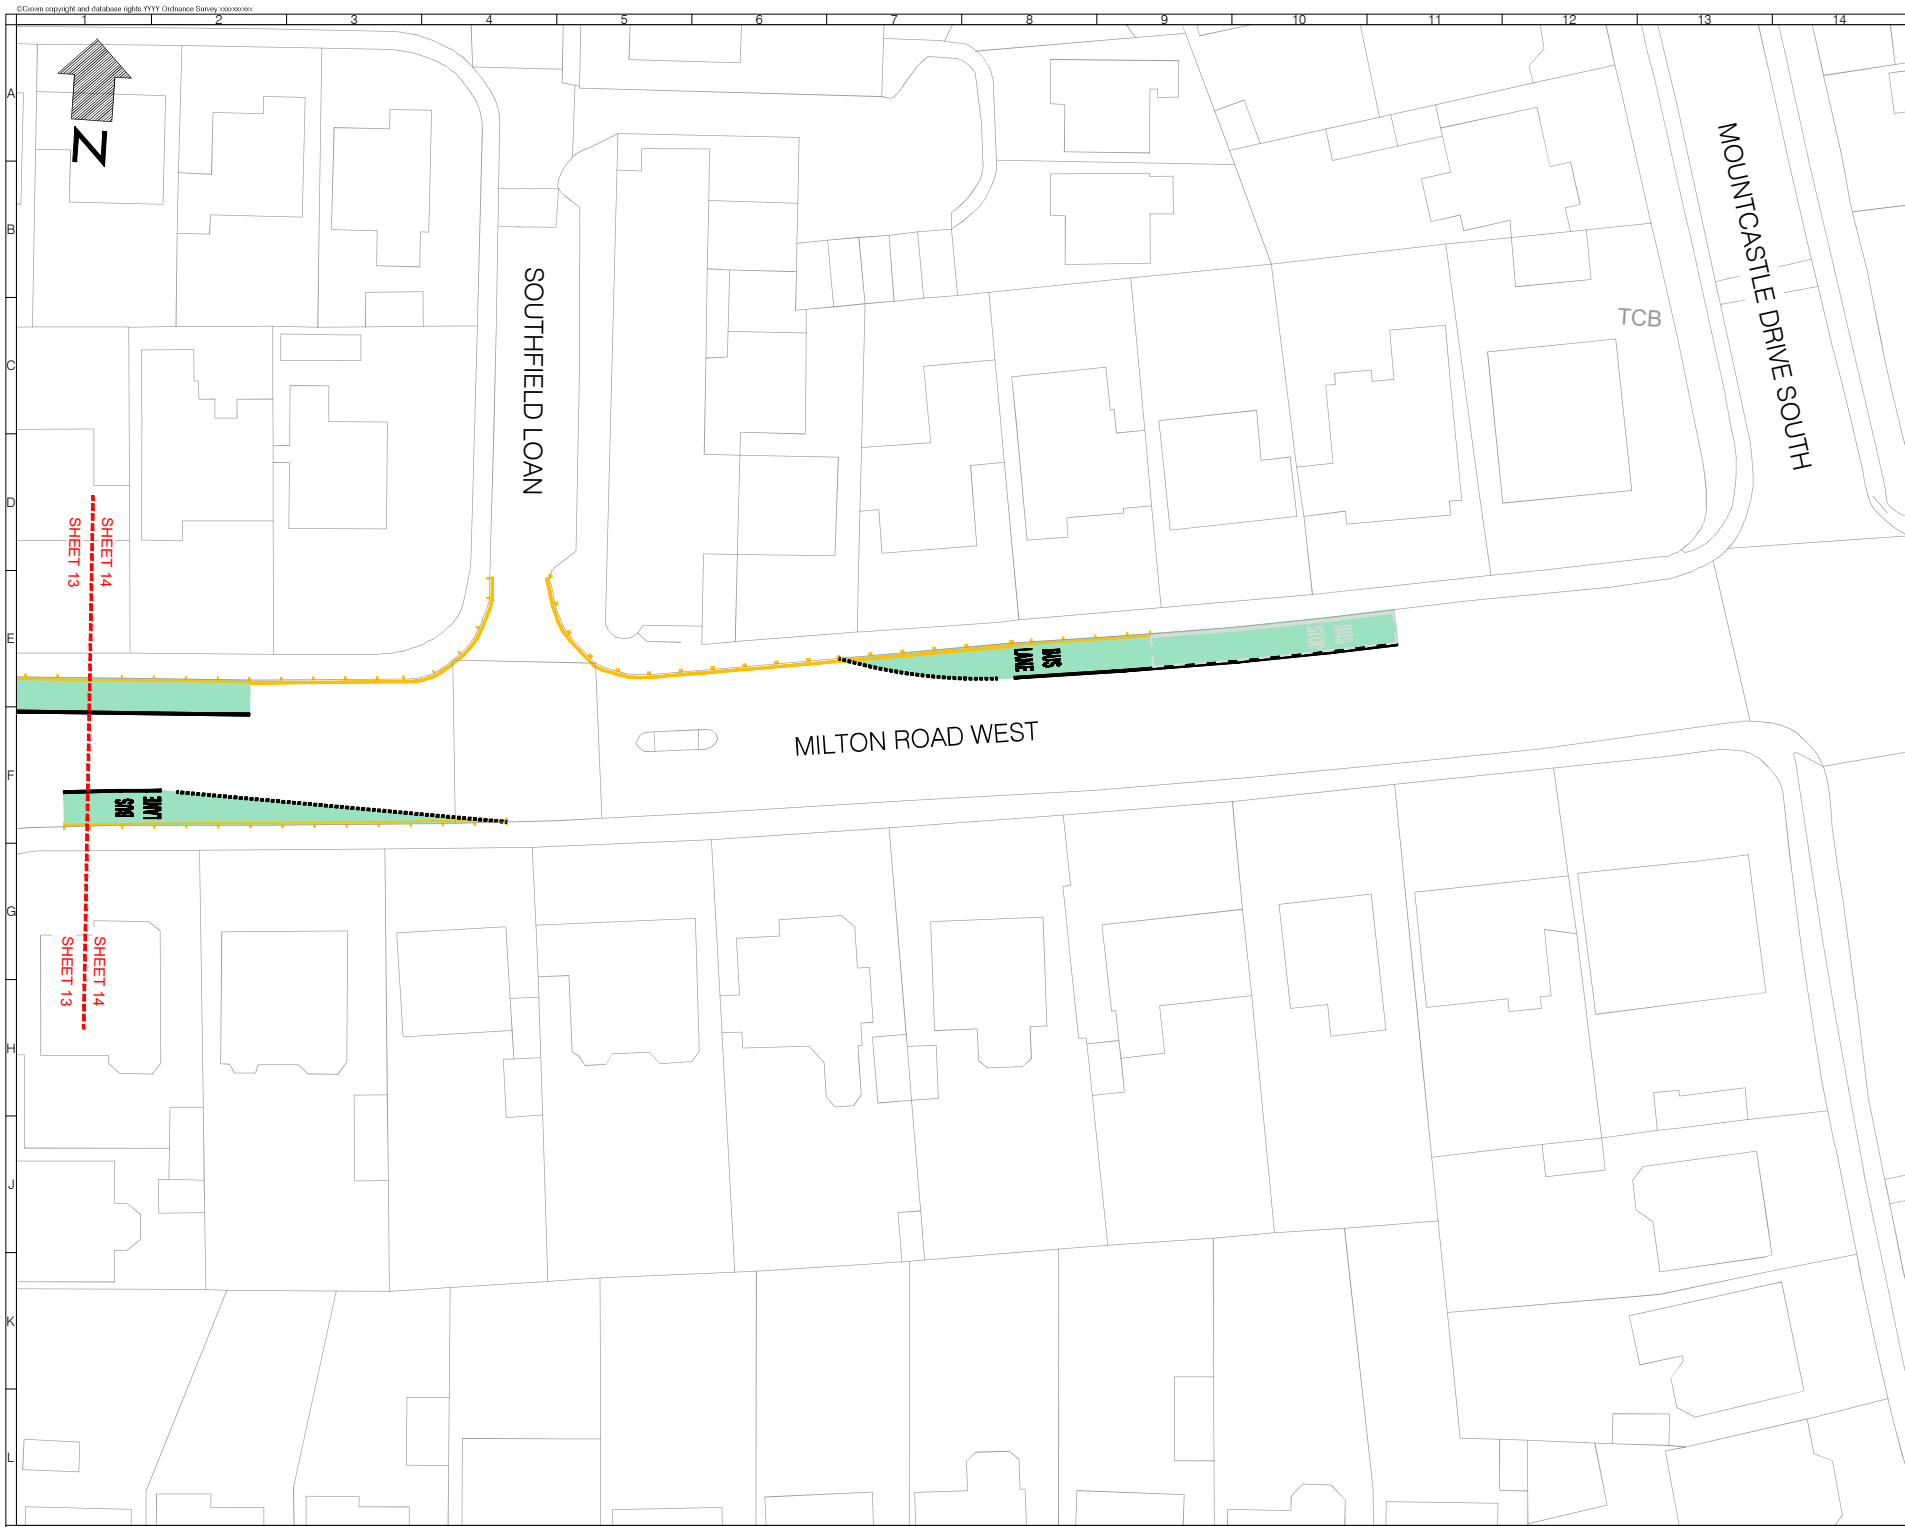 ©Crown copyright and database rights YYYY Ordnance Survey xxxxxxxxxx
1 2 3 4 5 6 7 8 9 10 11 12 13 14
A
B
C
D
E
F
G
H
J
K
L
N
SOUTHFIELD LOAN
MOUNTCASTLE DRIVE SOUTH
TCB
SHEET 14
SHEET 13
BUS
STOP
BUS
LANE
MILTON ROAD WEST
BUS
LANE
SHEET 14
SHEET 13